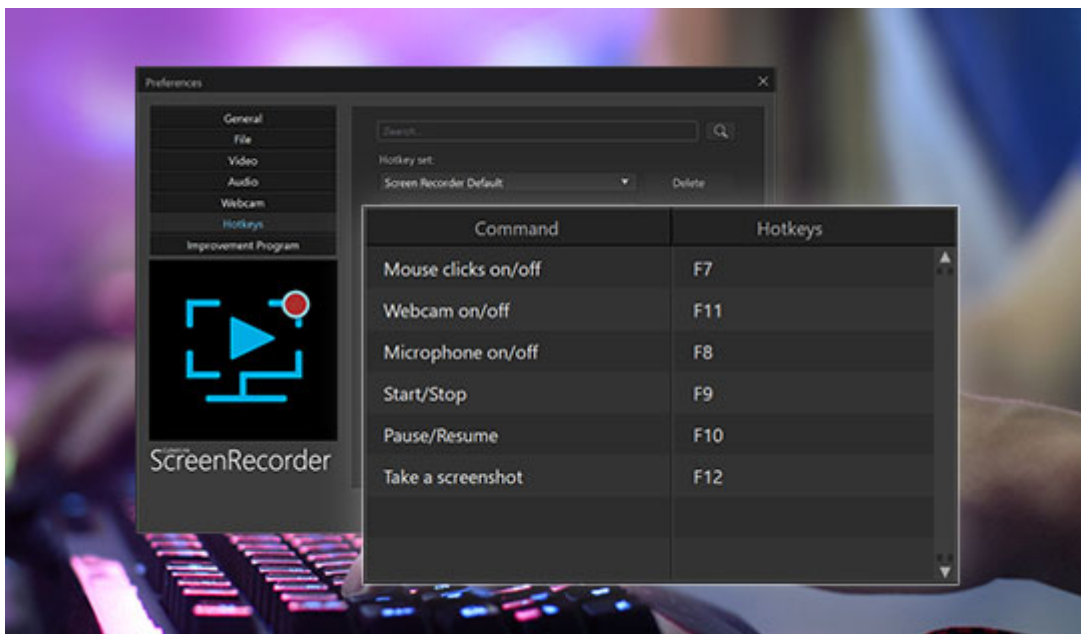 Preferences
General
File
Video
Audio
Webcam
Hotkeys
Improvement Program
ScreenRecorder
Search...
Hotkey set:
Screen Recorder Default
Delete
Command Hotkeys
Mouse clicks on/off F7
Webcam on/off F11
Microphone on/off F8
Start/Stop F9
Pause/Resume F10
Take a screenshot F12